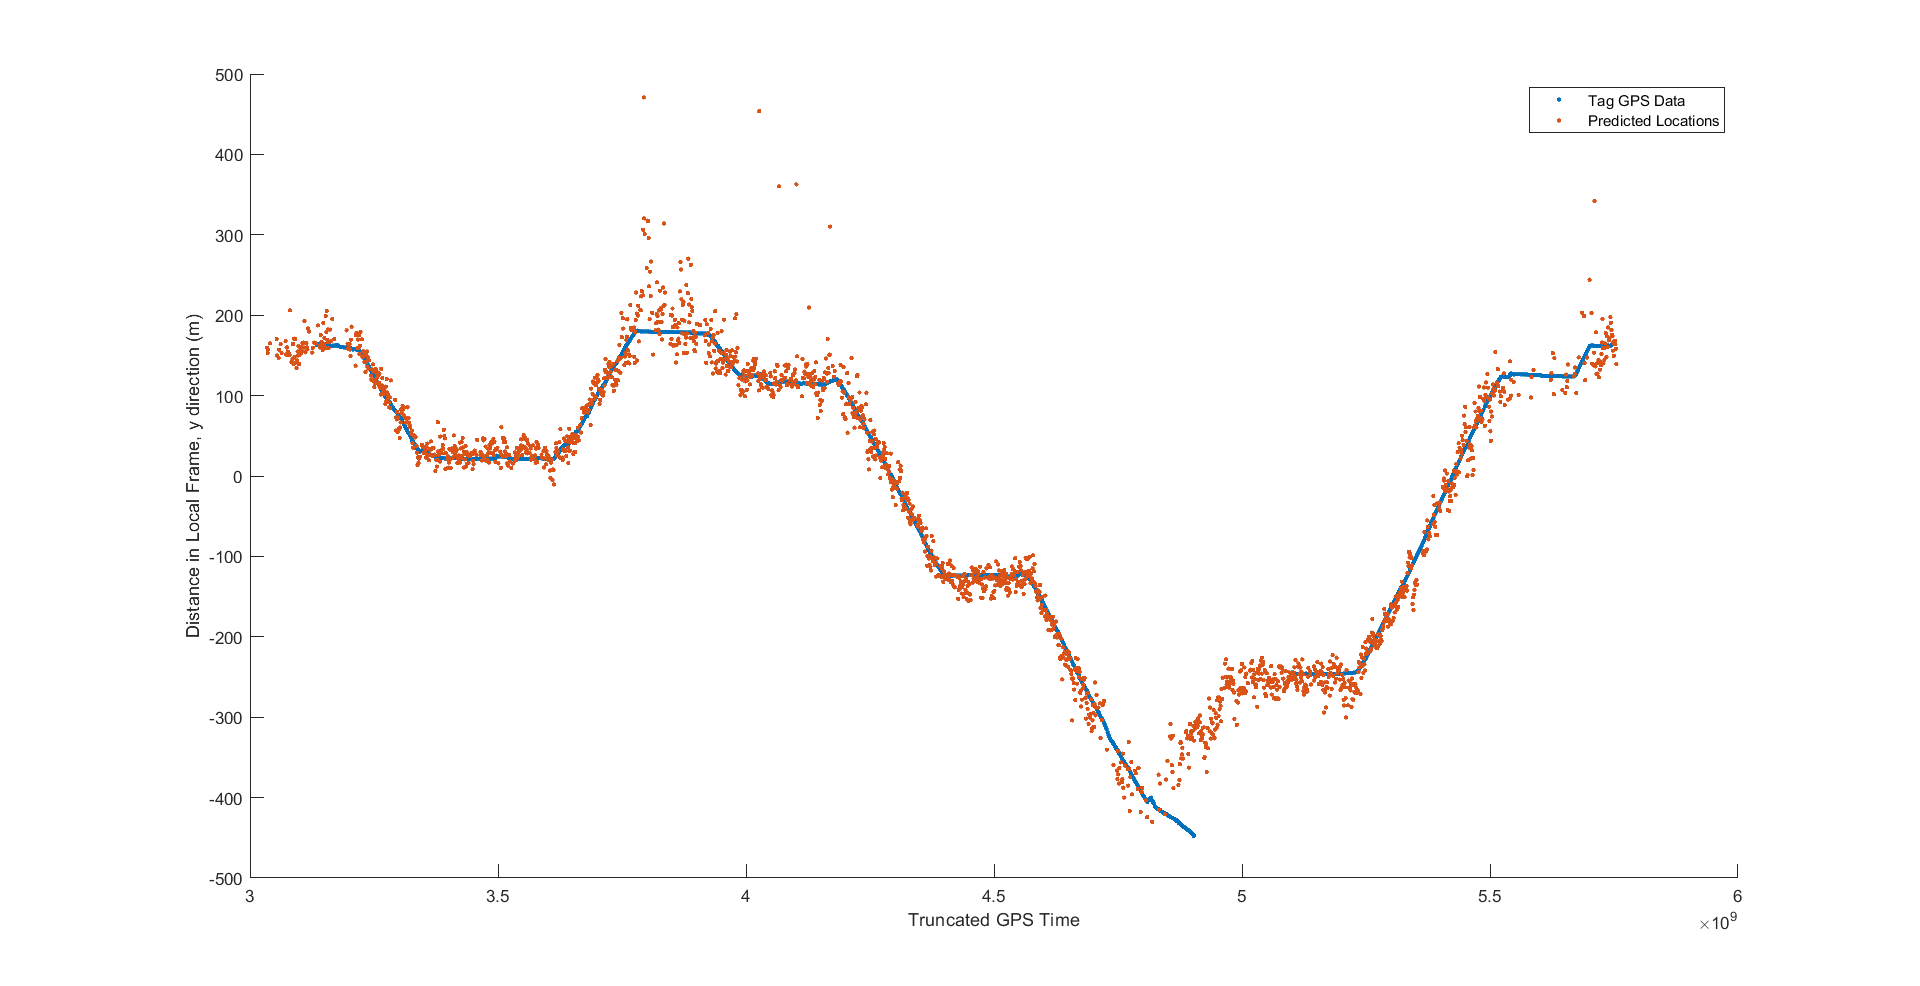 500
400
300
200
100
0
-100
-200
-300
-400
-500
Distance in Local Frame, y direction (m)
Tag GPS Data
Predicted Locations
3 3.5 4 4.5 5 5.5 6
Truncated GPS Time
×10⁹